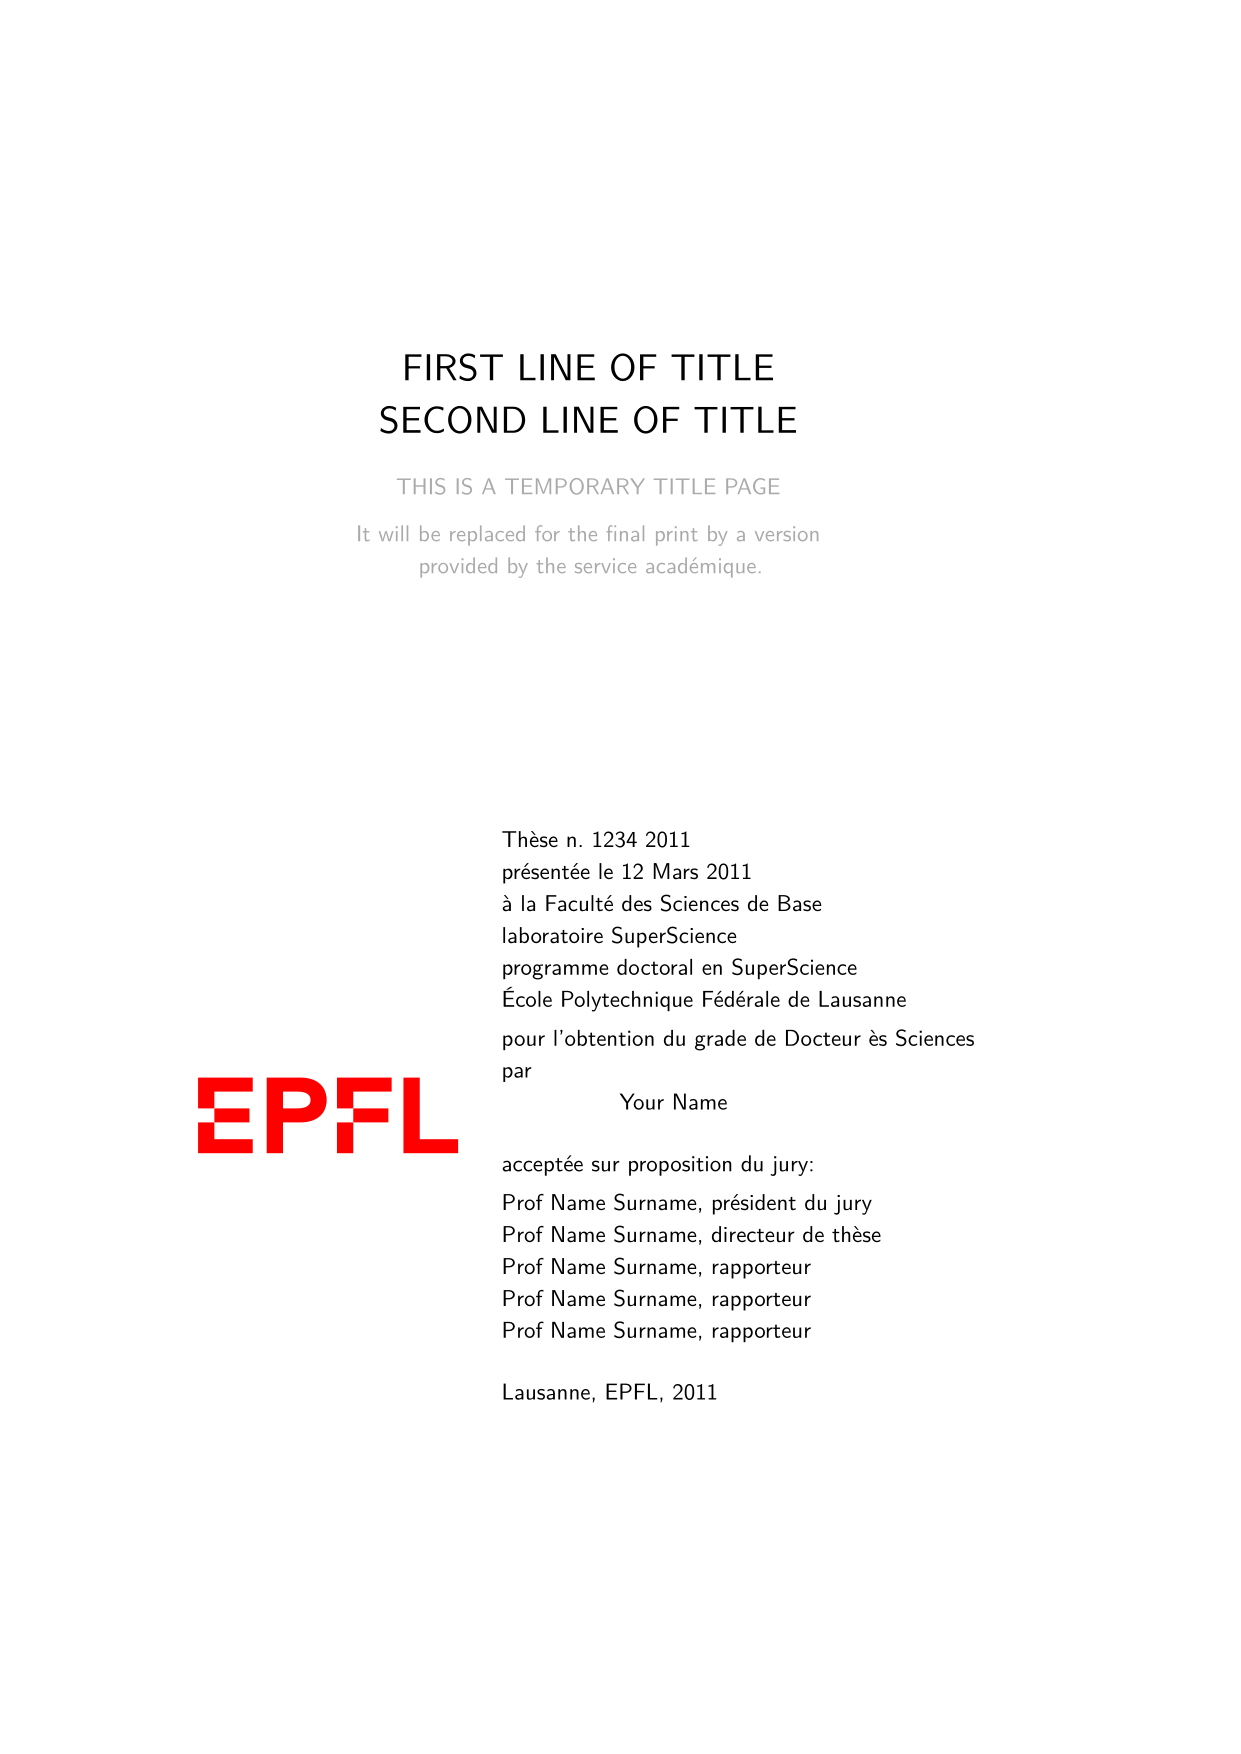 FIRST LINE OF TITLE
SECOND LINE OF TITLE
THIS IS A TEMPORARY TITLE PAGE
It will be replaced for the final print by a version
provided by the service académique.
Thèse n. 1234 2011
présentée le 12 Mars 2011
à la Faculté des Sciences de Base
laboratoire SuperScience
programme doctoral en SuperScience
École Polytechnique Fédérale de Lausanne
pour l'obtention du grade de Docteur ès Sciences
par
Your Name
EPFL
acceptée sur proposition du jury:
Prof Name Surname, président du jury
Prof Name Surname, directeur de thèse
Prof Name Surname, rapporteur
Prof Name Surname, rapporteur
Prof Name Surname, rapporteur
Lausanne, EPFL, 2011